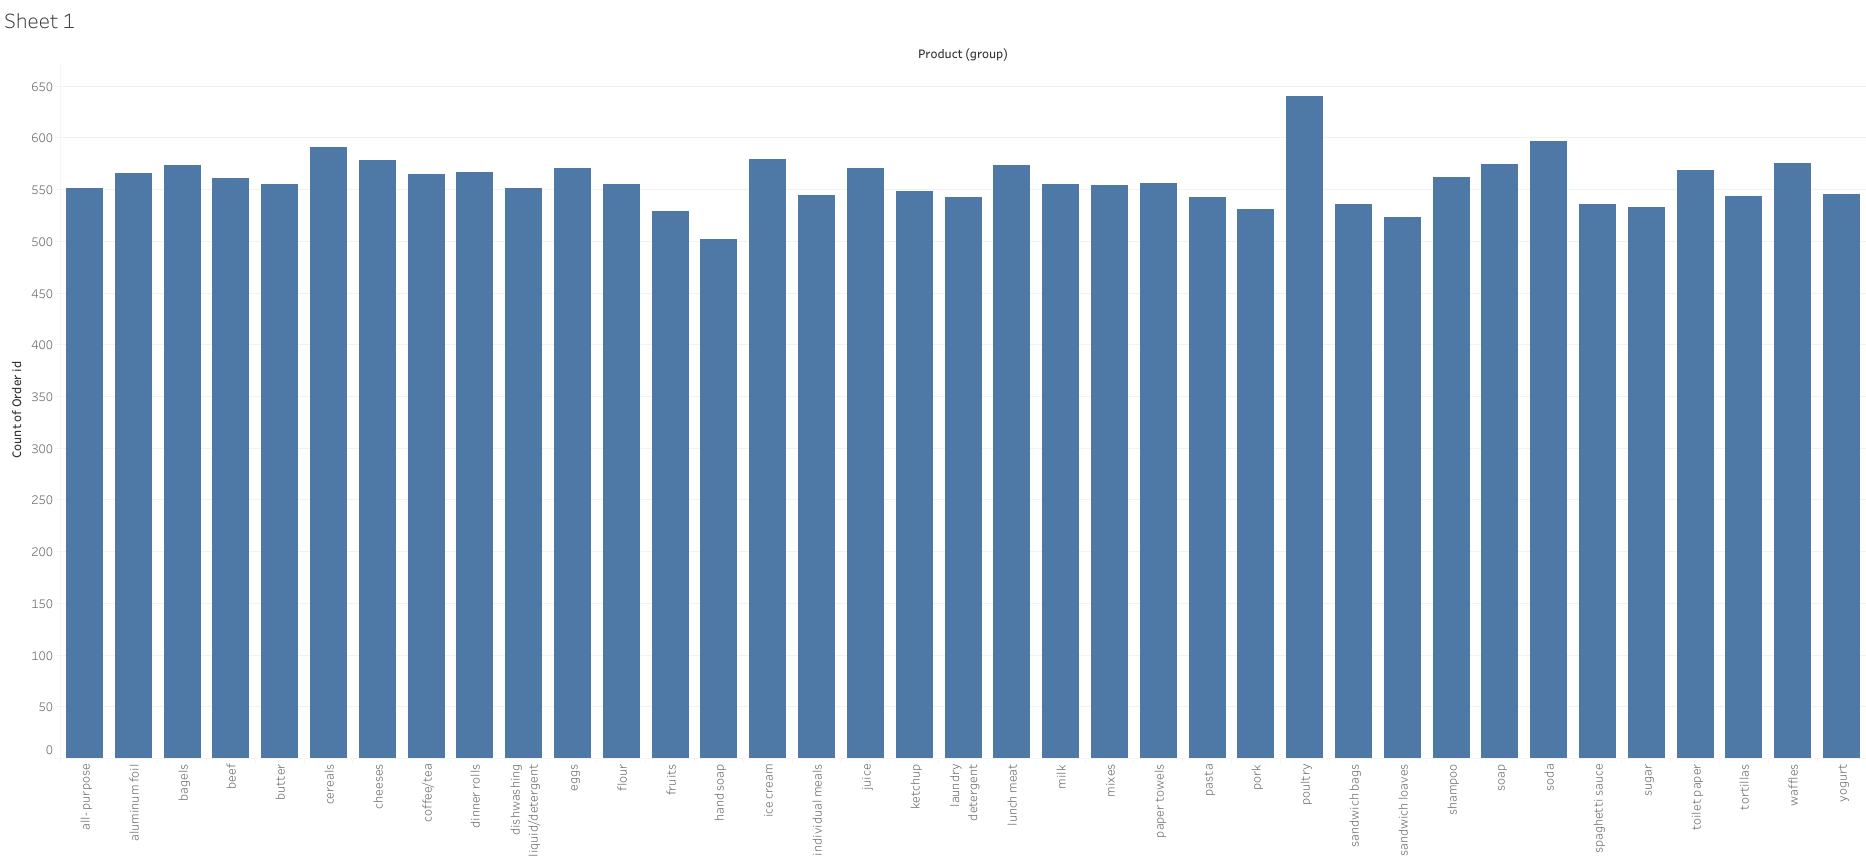 Sheet 1
Product (group)
650
600
550
500
450
400
350
300
250
200
150
100
50
0
Count of Order id
all- purpose
aluminum foil
bagels
beef
butter
cereals
cheeses
coffee/tea
dinner rolls
dishwashing
liquid/detergent
eggs
flour
fruits
hand soap
ice cream
individual meals
juice
ketchup
laundry
detergent
lunch meat
milk
mixes
paper towels
pasta
pork
poultry
sandwich bags
sandwich loaves
shampoo
soap
soda
spaghetti sauce
sugar
toilet paper
tortillas
waffles
yogurt